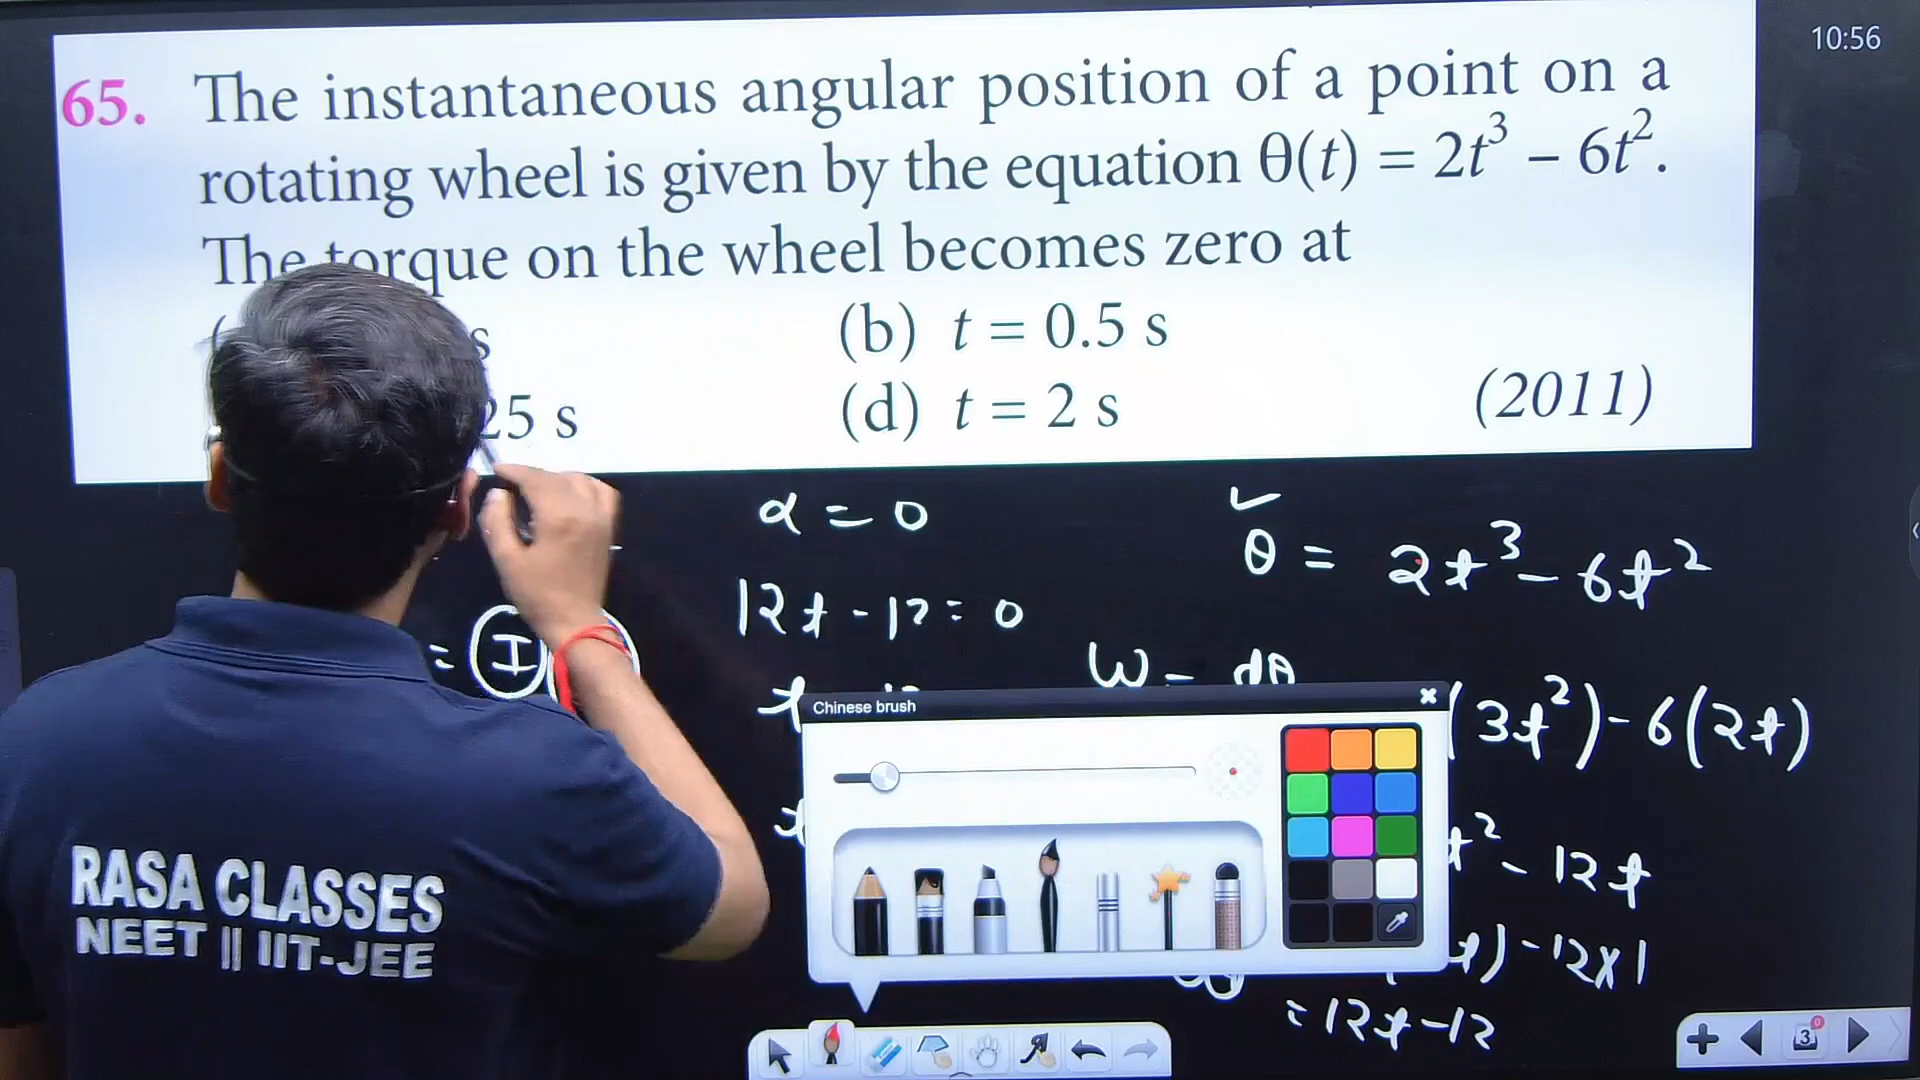 10:56
65. The instantaneous angular position of a point on a
rotating wheel is given by the equation θ(t) = 2t³ – 6t².
The torque on the wheel becomes zero at
s
(b) t = 0.5 s
25 s
(d) t = 2 s
(2011)
α = 0
θ = 2t³ – 6t²
12t - 12 = 0
= I
ω = dθ
(3t²) - 6(2t)
t² - 12t
t) - 12×1
= 12t - 12
Chinese brush
RASA CLASSES
NEET || IIT-JEE
3
0